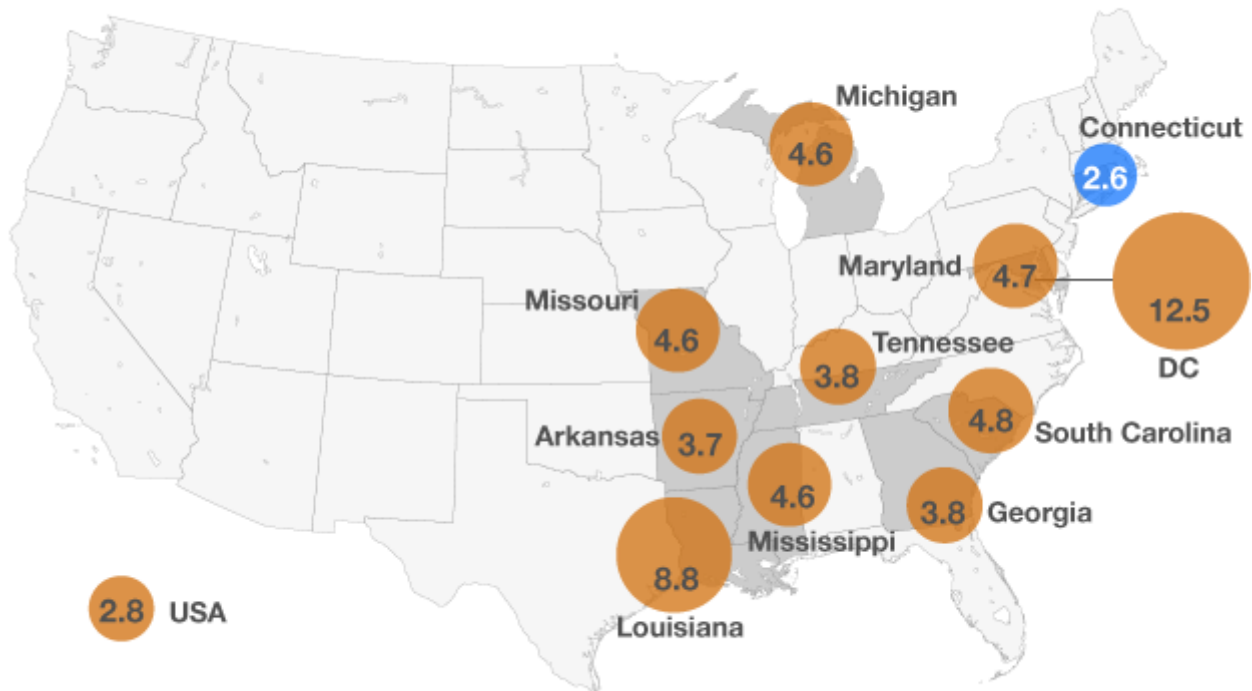 Michigan
4.6
Connecticut
2.6
Maryland
4.7
12.5
DC
Missouri
4.6
Tennessee
3.8
Arkansas
3.7
4.8
South Carolina
4.6
Mississippi
3.8
Georgia
8.8
Louisiana
2.8 USA